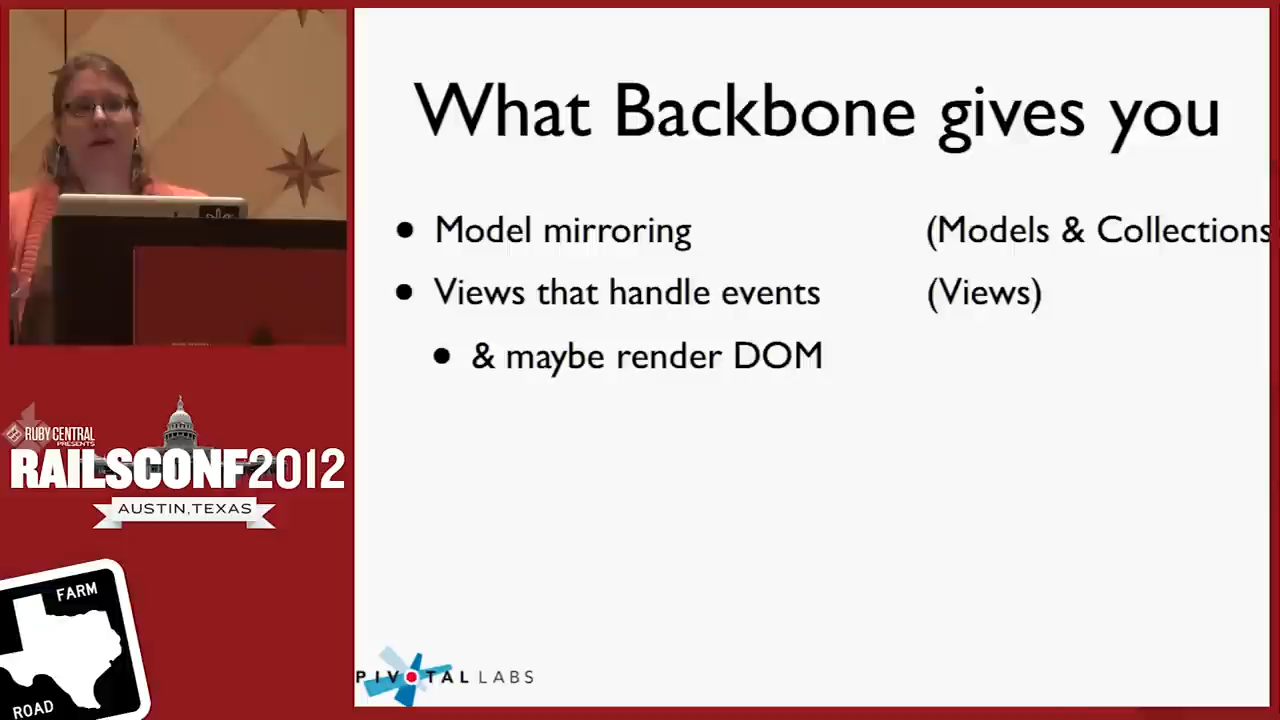 What Backbone gives you
• Model mirroring (Models & Collections
• Views that handle events (Views)
• & maybe render DOM
PIVOTAL LABS
RUBY CENTRAL
PRESENTS
RAILSCONF2012
AUSTIN, TEXAS
FARM
ROAD